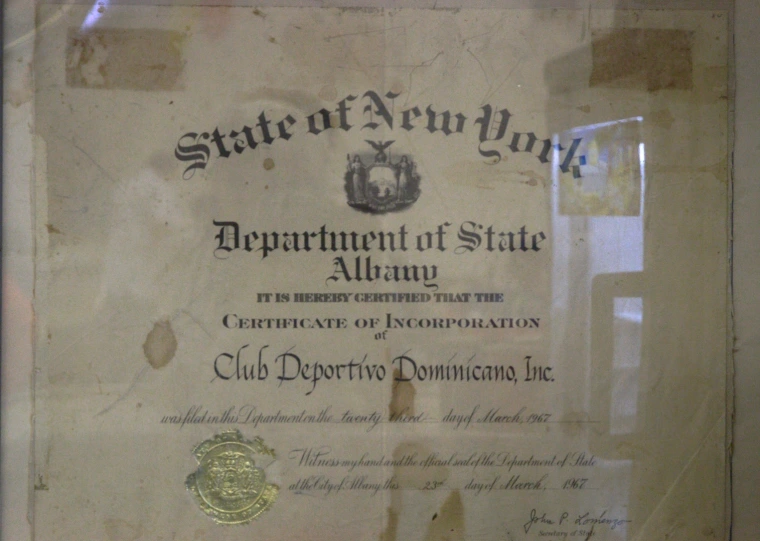 State of New York
Department of State
Albany
IT IS HEREBY CERTIFIED THAT THE
CERTIFICATE OF INCORPORATION
of
Club Deportivo Dominicano, Inc.
was filed in this Department on the twenty third day of March, 1967
Witness my hand and the official seal of the Department of State
at the City of Albany this 23rd day of March, 1967
John P. Lomenzo
Secretary of State